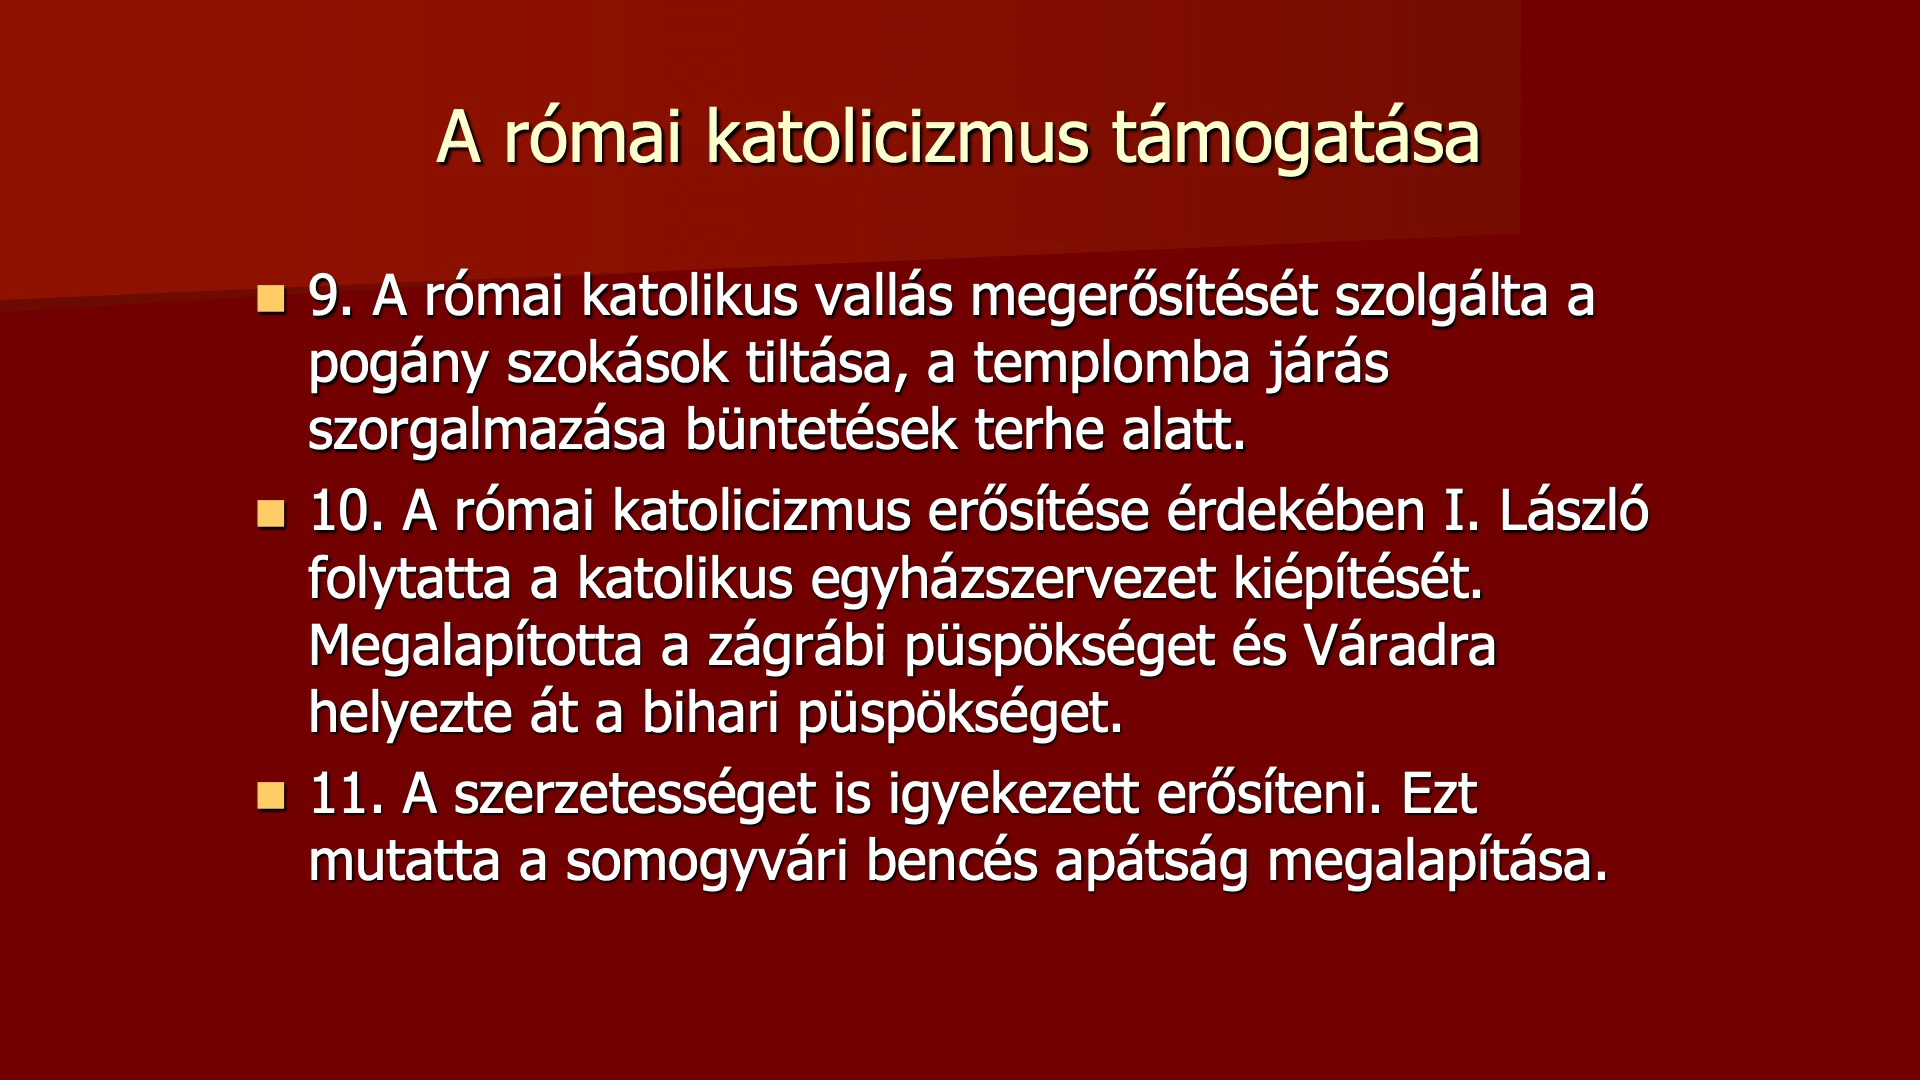 A római katolicizmus támogatása
9. A római katolikus vallás megerősítését szolgálta a
pogány szokások tiltása, a templomba járás
szorgalmazása büntetések terhe alatt.
10. A római katolicizmus erősítése érdekében I. László
folytatta a katolikus egyházszervezet kiépítését.
Megalapította a zágrábi püspökséget és Váradra
helyezte át a bihari püspökséget.
11. A szerzetességet is igyekezett erősíteni. Ezt
mutatta a somogyvári bencés apátság megalapítása.